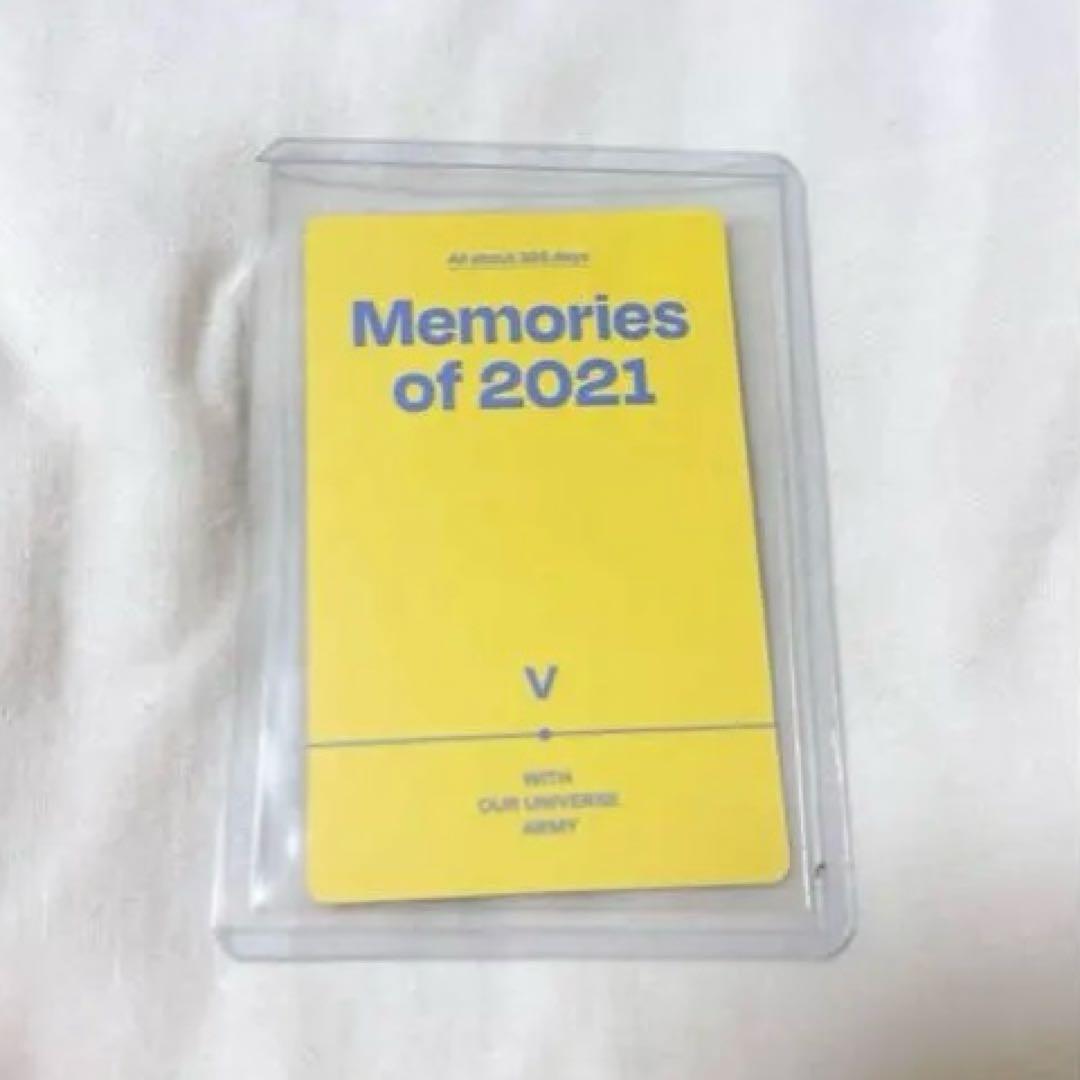 All about 365 days
Memories
of 2021
V
WITH
OUR UNIVERSE
ARMY